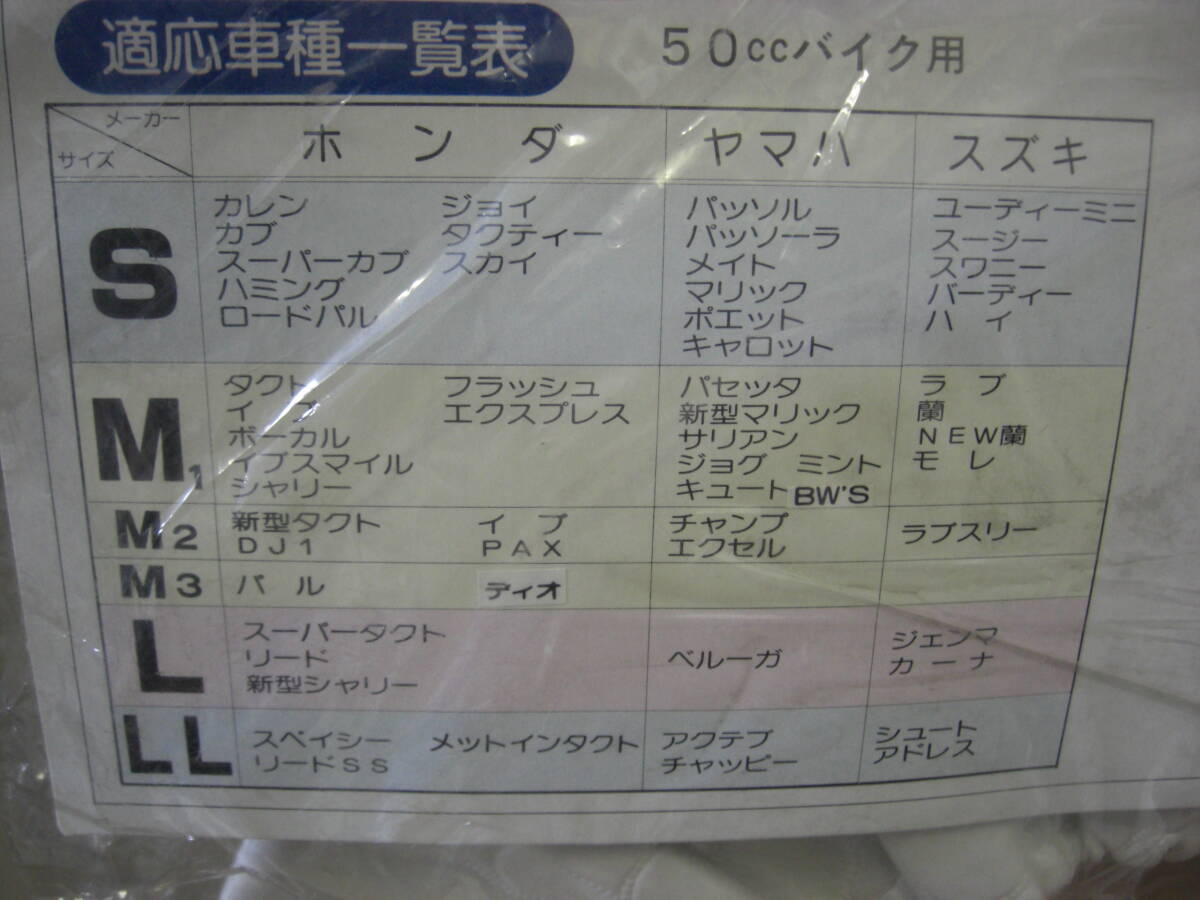 適応車種一覧表 50ccバイク用
メーカー
サイズ
ホンダ ヤマハ スズキ
S
カレン
カブ
スーパーカブ
ハミング
ロードパル
ジョイ
タクティー
スカイ
パッソル
パッソーラ
メイト
マリック
ポエット
キャロット
ユーディーミニ
スージー
スワニー
バーディー
ハイ
M1
タクト
イブ
ボーカル
イブスマイル
シャリー
フラッシュ
エクスプレス
パセッタ
新型マリック
サリアン
ジョグ ミント
キュート BW'S
ラブ
蘭
NEW蘭
モレ
M2
新型タクト
DJ1
イブ
PAX
チャンプ
エクセル
ラブスリー
M3
パル
ディオ
L
スーパータクト
リード
新型シャリー
ベルーガ
ジェンマ
カーナ
LL
スペイシー
リードSS
メットインタクト
アクテブ
チャッピー
シュート
アドレス